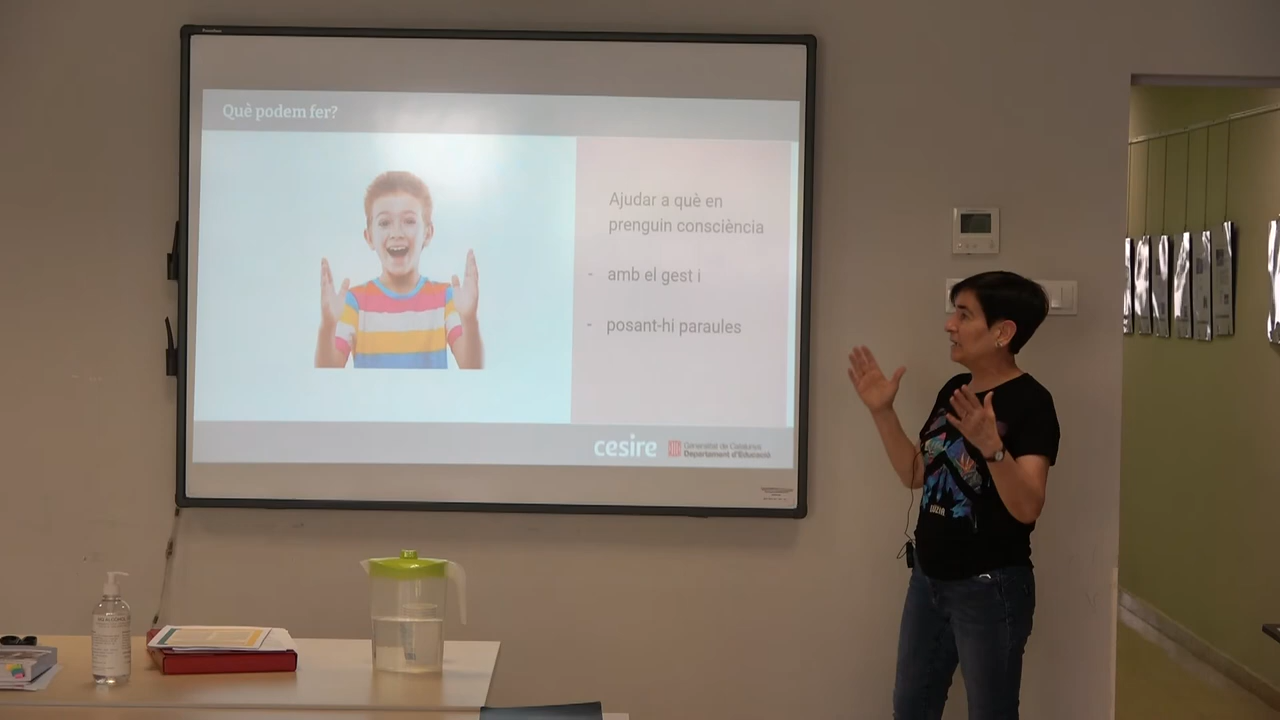 Què podem fer?
Ajudar a què en
prenguin consciència
- amb el gest i
- posant-hi paraules
cesire
Generalitat de Catalunya
Departament d'Educació